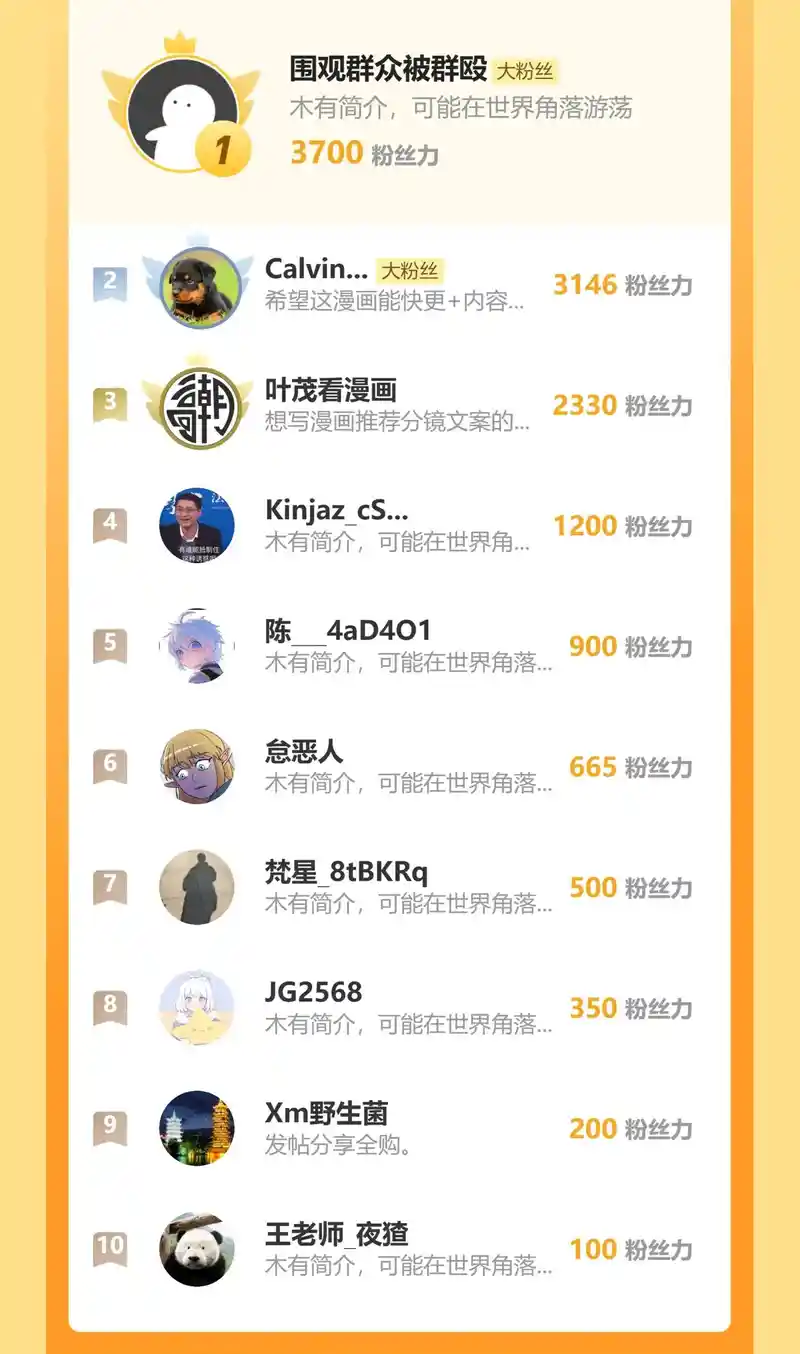 围观群众被群殴 大粉丝
木有简介，可能在世界角落游荡
1
3700 粉丝力
2
Calvin... 大粉丝
希望这漫画能快更+内容...
3146 粉丝力
3
叶茂看漫画
想写漫画推荐分镜文案的...
2330 粉丝力
4
Kinjaz_cS...
木有简介，可能在世界角...
1200 粉丝力
5
陈___4aD4O1
木有简介，可能在世界角落...
900 粉丝力
6
怠恶人
木有简介，可能在世界角落...
665 粉丝力
7
梵星_8tBKRq
木有简介，可能在世界角落...
500 粉丝力
8
JG2568
木有简介，可能在世界角落...
350 粉丝力
9
Xm野生菌
发帖分享全购。
200 粉丝力
10
王老师_夜猹
木有简介，可能在世界角落...
100 粉丝力